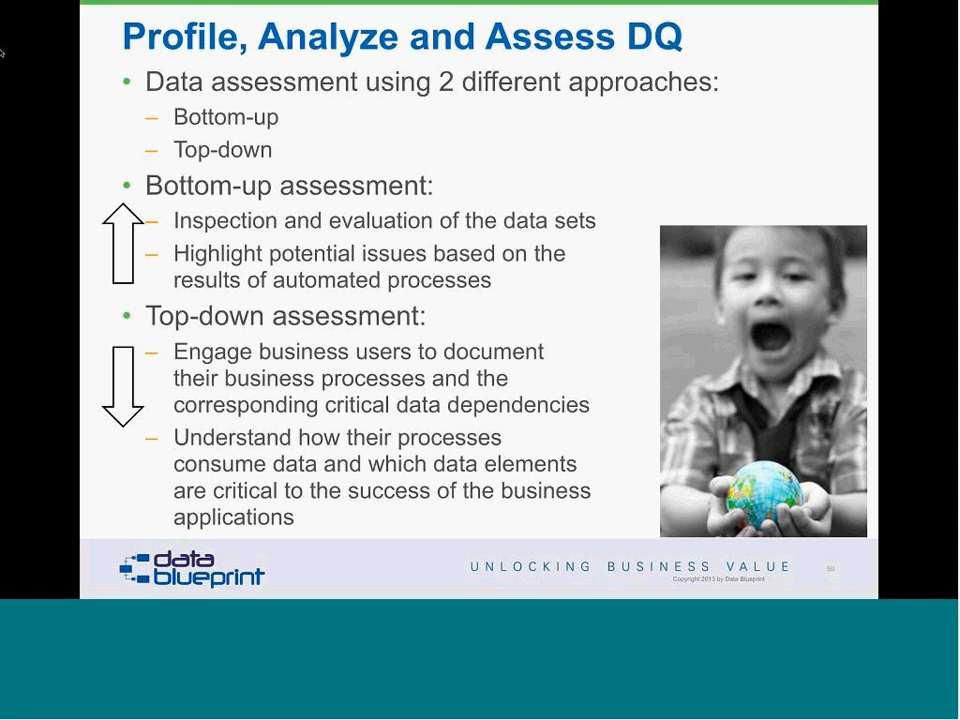 Profile, Analyze and Assess DQ
• Data assessment using 2 different approaches:
– Bottom-up
– Top-down
• Bottom-up assessment:
– Inspection and evaluation of the data sets
– Highlight potential issues based on the
results of automated processes
• Top-down assessment:
– Engage business users to document
their business processes and the
corresponding critical data dependencies
– Understand how their processes
consume data and which data elements
are critical to the success of the business
applications
data
blueprint
UNLOCKING BUSINESS VALUE
Copyright 2013 by Data Blueprint